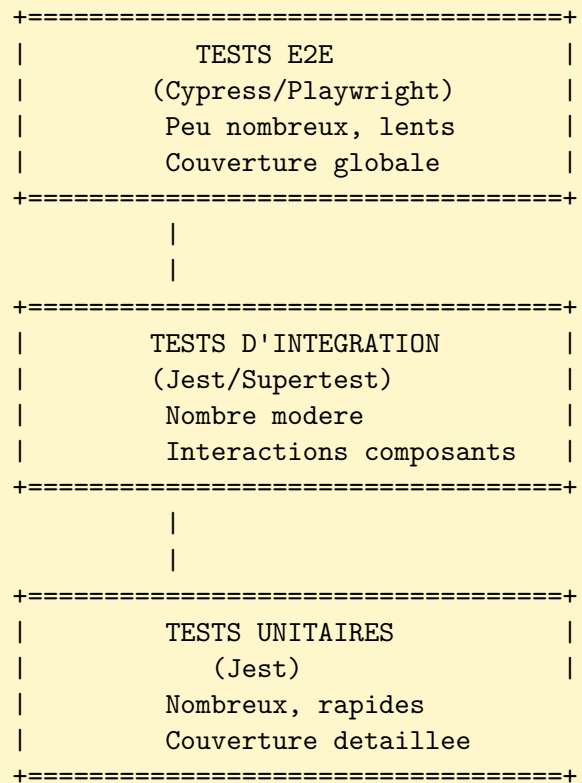 +===================================+
|           TESTS E2E               |
|        (Cypress/Playwright)       |
|         Peu nombreux, lents       |
|         Couverture globale        |
+===================================+
          |
          |
+===================================+
|        TESTS D'INTEGRATION        |
|        (Jest/Supertest)           |
|         Nombre modere             |
|         Interactions composants   |
+===================================+
          |
          |
+===================================+
|         TESTS UNITAIRES           |
|            (Jest)                 |
|         Nombreux, rapides
|         Couverture detaillee
+===================================+